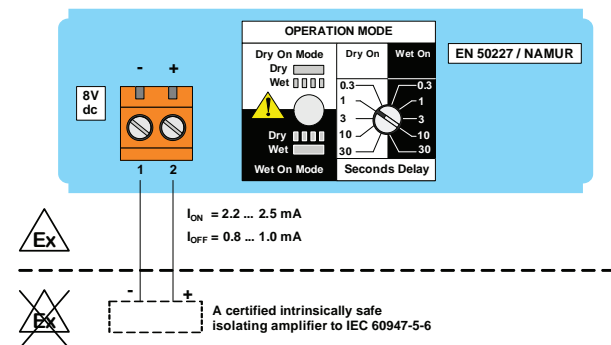 OPERATION MODE
Dry On Mode
Dry
Wet
Dry
Wet
Wet On Mode
Dry On
Wet On
0.3
0.3
1
1
3
3
10
10
30
30
Seconds Delay
EN 50227 / NAMUR
- +
8V
dc
1 2
Ex
ION = 2.2 ... 2.5 mA
IOFF = 0.8 ... 1.0 mA
Ex
- +
A certified intrinsically safe
isolating amplifier to IEC 60947-5-6